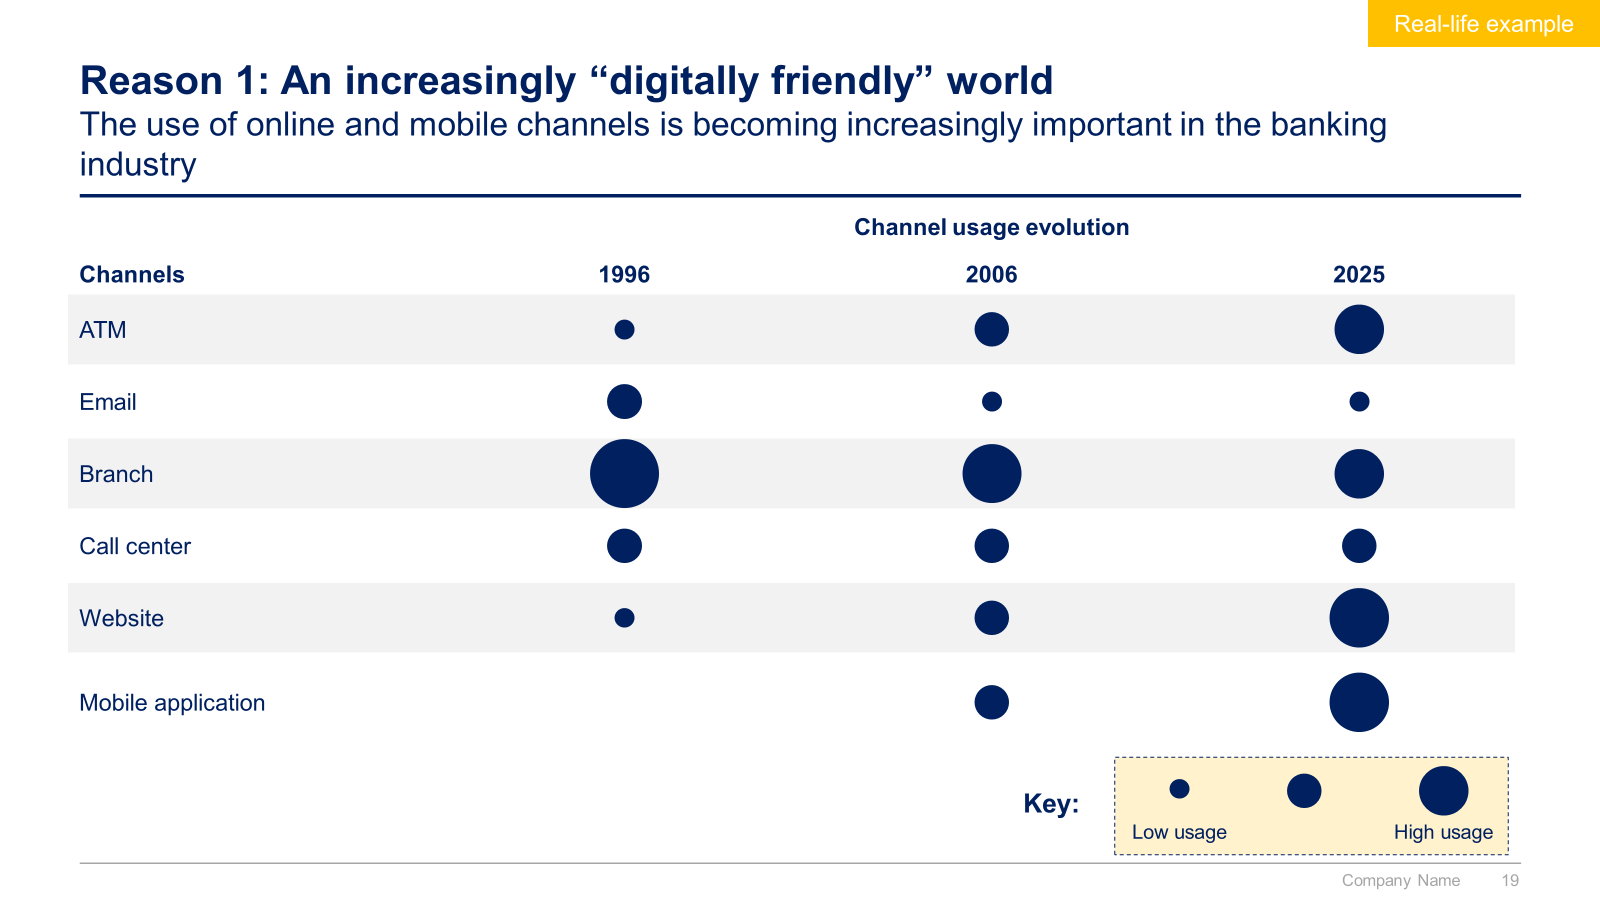 Real-life example
Reason 1: An increasingly “digitally friendly” world
The use of online and mobile channels is becoming increasingly important in the banking
industry
Channel usage evolution
Channels 1996 2006 2025
ATM
Email
Branch
Call center
Website
Mobile application
Key:
Low usage High usage
Company Name 19